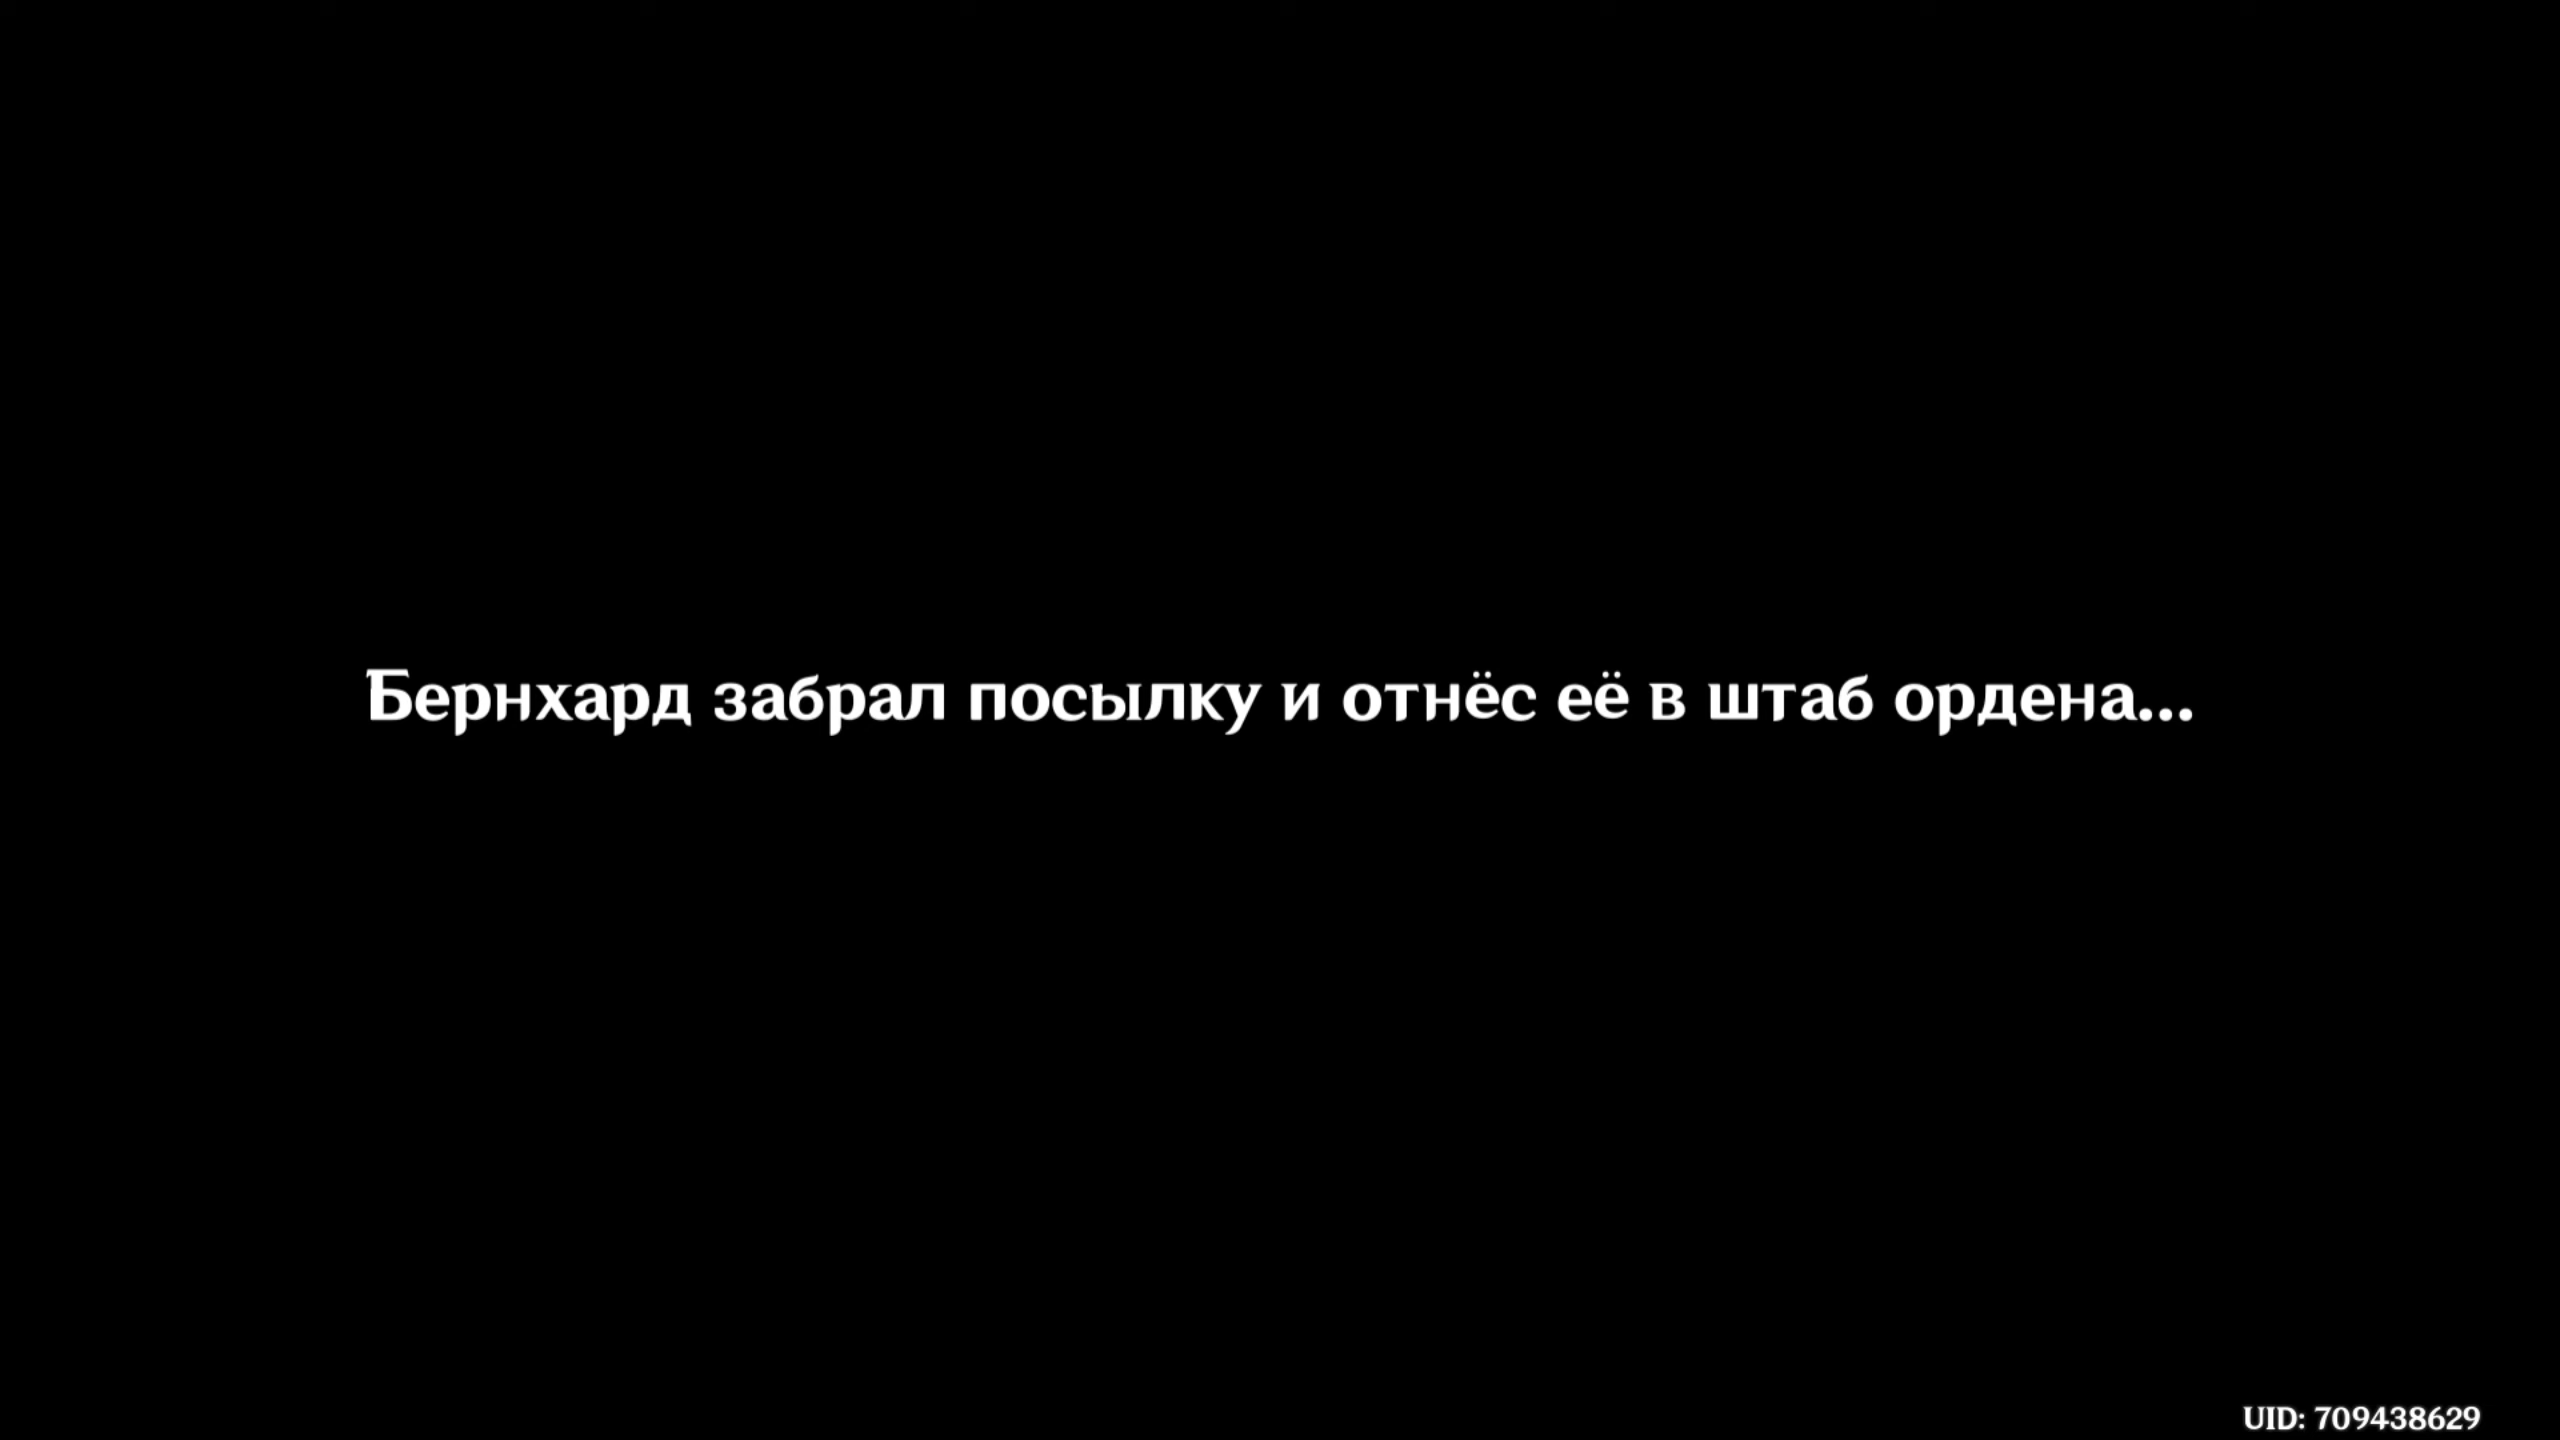 Бернхард забрал посылку и отнёс её в штаб ордена...
UID: 709438629